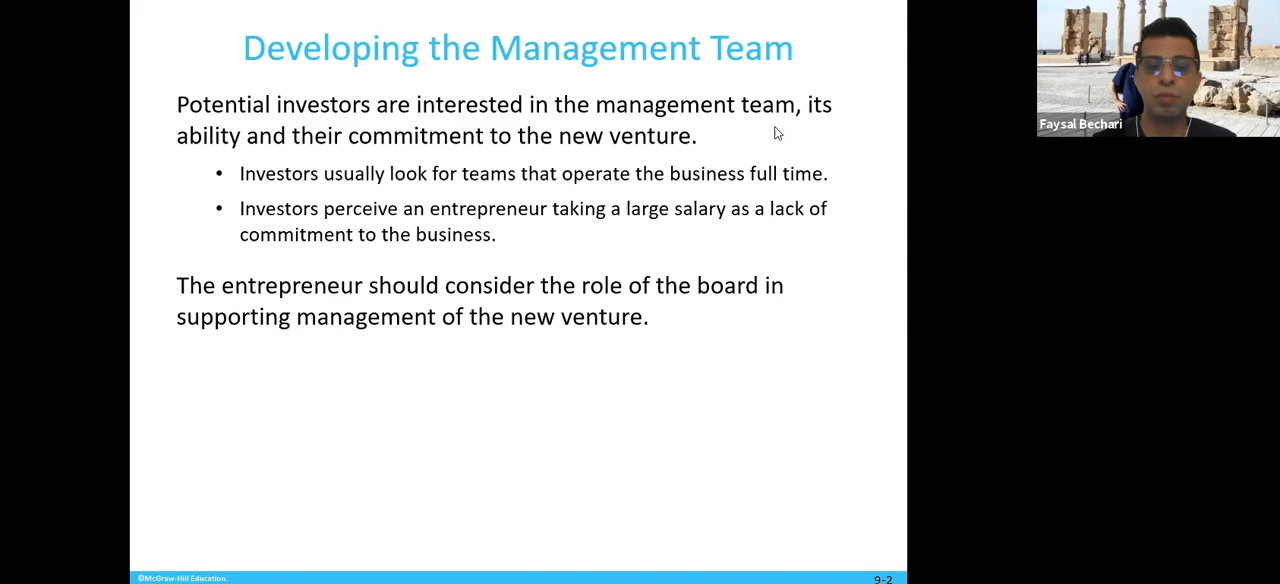 Developing the Management Team
Potential investors are interested in the management team, its
ability and their commitment to the new venture.
• Investors usually look for teams that operate the business full time.
• Investors perceive an entrepreneur taking a large salary as a lack of
commitment to the business.
The entrepreneur should consider the role of the board in
supporting management of the new venture.
©McGraw-Hill Education.
9-2
Faysal Bechari